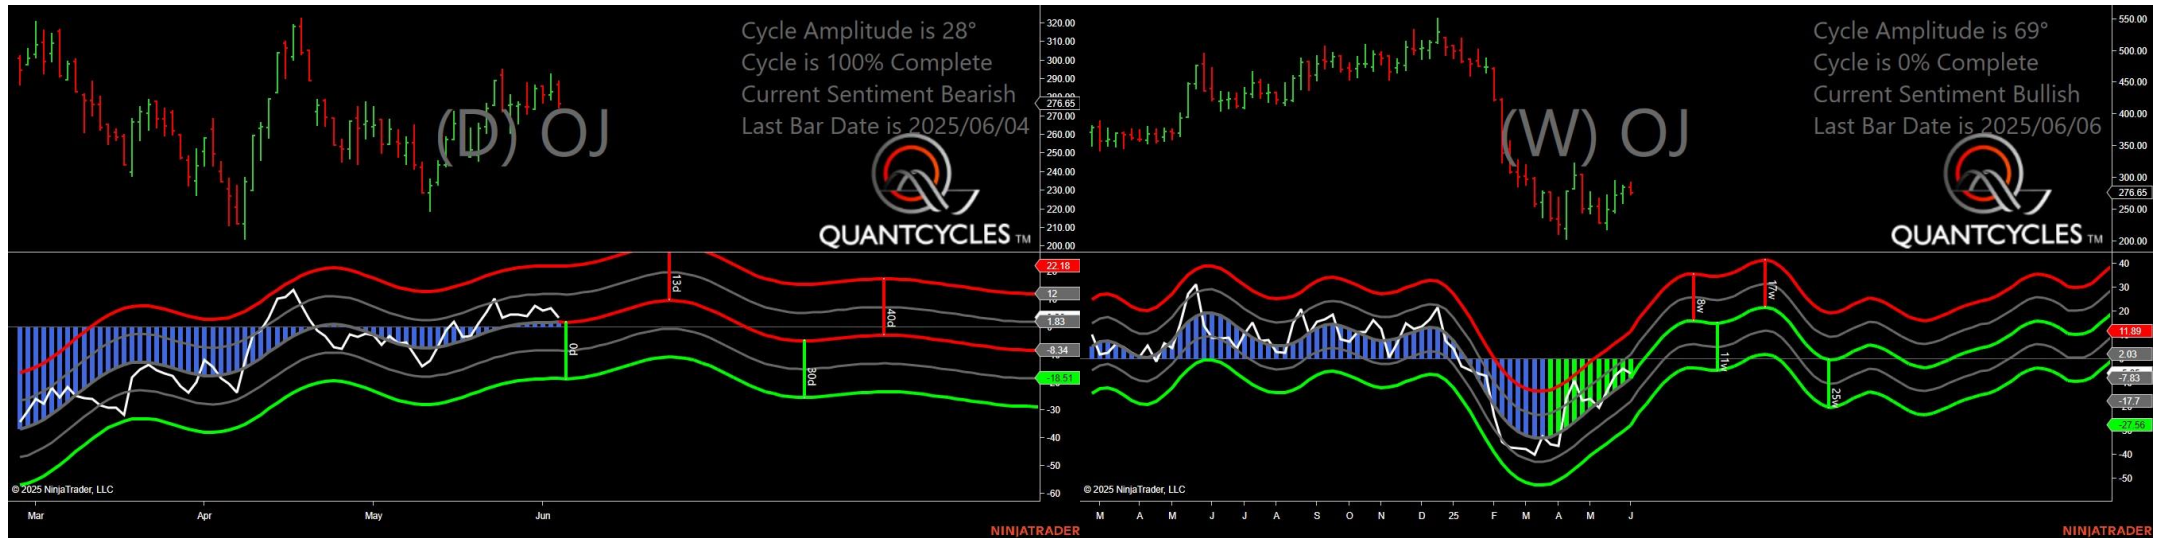 Cycle Amplitude is 28°
Cycle is 100% Complete
Current Sentiment Bearish
Last Bar Date is 2025/06/04
(D) OJ
QUANTCYCLES TM
320.00
310.00
300.00
290.00
280.00
276.65
270.00
260.00
250.00
240.00
230.00
220.00
210.00
200.00
22.18
12
1.83
-8.34
-18.51
-30
-40
-50
-60
13d
40d
0d
30d
© 2025 NinjaTrader, LLC
Mar Apr May Jun
NINJATRADER
Cycle Amplitude is 69°
Cycle is 0% Complete
Current Sentiment Bullish
Last Bar Date is 2025/06/06
(W) OJ
QUANTCYCLES TM
550.00
500.00
450.00
400.00
350.00
300.00
276.65
250.00
200.00
40
30
20
11.89
2.03
-7.83
-17.7
-27.56
-40
-50
8w
17w
11w
25w
© 2025 NinjaTrader, LLC
M A M J J A S O N D 25 F M A M J
NINJATRADER